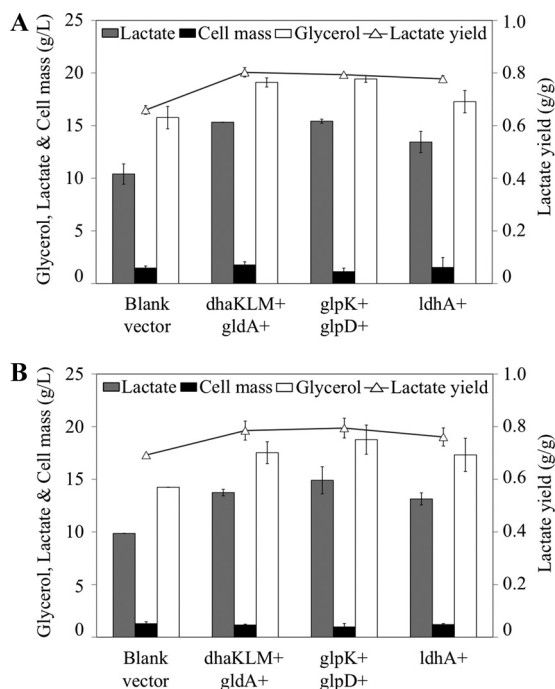 A
Lactate Cell mass Glycerol Lactate yield
Glycerol, Lactate & Cell mass (g/L)
25
20
15
10
5
0
1.0
0.8
0.6
0.4
0.2
0
Lactate yield (g/g)
Blank vector
dhaKLM+ gldA+
glpK+ glpD+
ldhA+
B
Lactate Cell mass Glycerol Lactate yield
Glycerol, Lactate & Cell mass (g/L)
25
20
15
10
5
0
1.0
0.8
0.6
0.4
0.2
0
Lactate yield (g/g)
Blank vector
dhaKLM+ gldA+
glpK+ glpD+
ldhA+